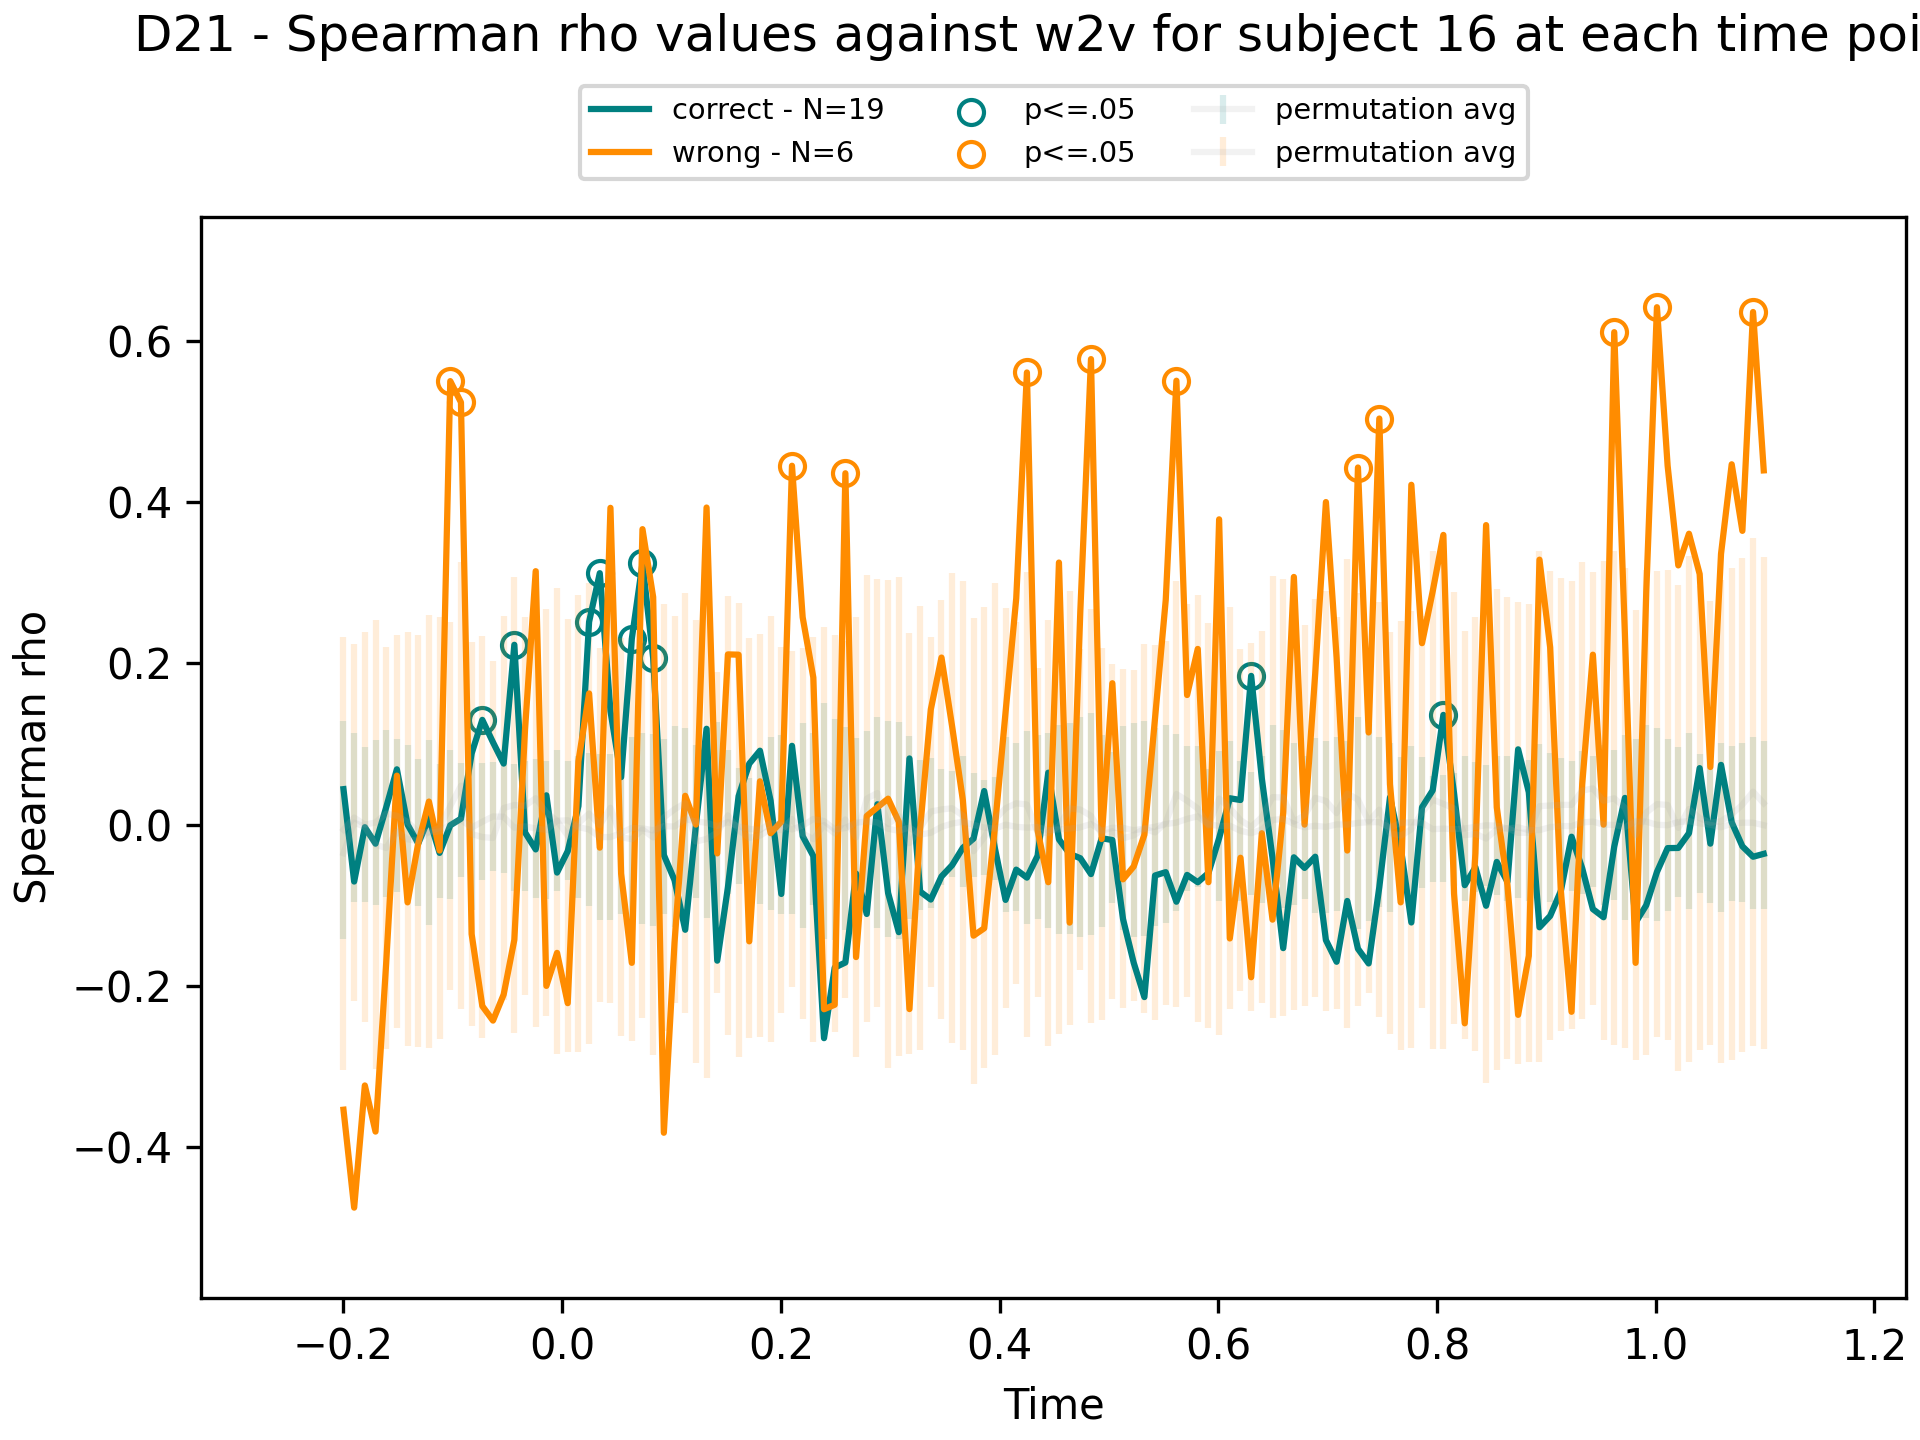 D21 - Spearman rho values against w2v for subject 16 at each time poi
correct - N=19
wrong - N=6
p<=.05
p<=.05
permutation avg
permutation avg
Spearman rho
0.6
0.4
0.2
0.0
−0.2
−0.4
−0.2 0.0 0.2 0.4 0.6 0.8 1.0 1.2
Time